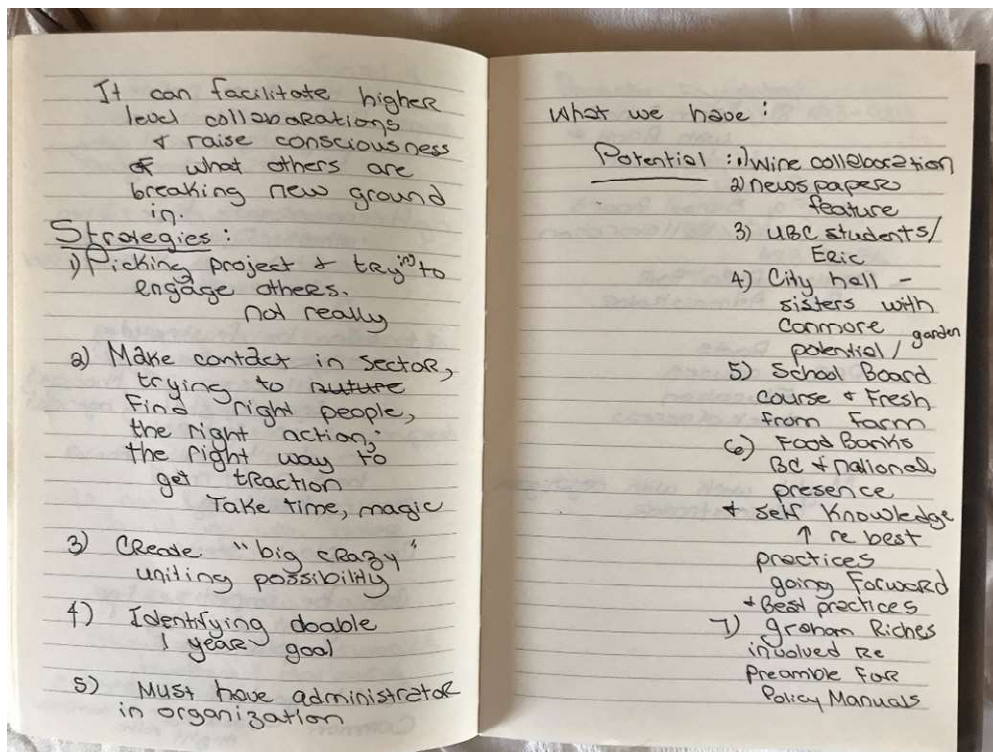 It can facilitate higher
level collaborations
& raise consciousness
of what others are
breaking new ground
in.
Strategies :
1) Picking project & trying to
engage others.
Not really
2) Make contact in sector,
trying to nuture
Find right people,
the right action,
the right way to
get traction
Take time, magic
3) Create "big crazy"
uniting possibility
4) Identifying doable
1 year goal
5) Must have administrator
in organization
What we have :
Potential : 1) Wine collaboration
2) newspaper
feature
3) UBC students/
Eric
4) City hall -
sisters with
Canmore garden
potential /
5) School Board
course & Fresh
from Farm
6) Food Banks
BC & national
presence
& self knowledge
↑ re best
practices
going forward
+ Best practices
7) Graham Riches
involved re
Preamble for
Policy Manuals